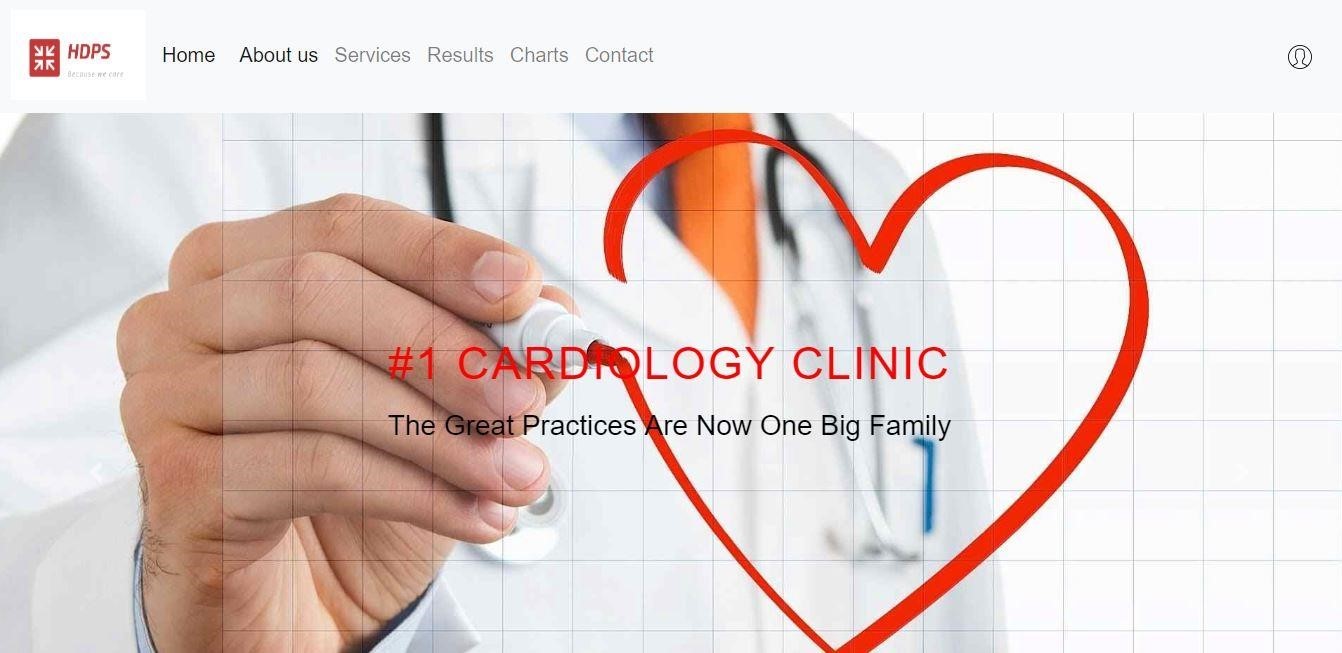 HDPS
Because we care
Home About us Services Results Charts Contact
#1 CARDIOLOGY CLINIC
The Great Practices Are Now One Big Family